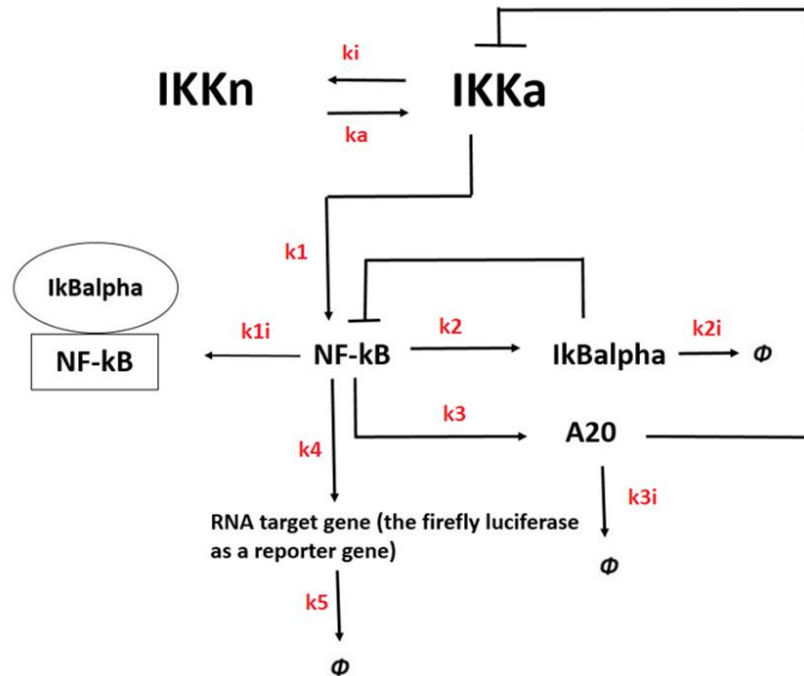 ki
IKKn
IKKa
ka
k1
IkBalpha
NF-kB
k1i
NF-kB
k2
IkBalpha
k2i
Φ
k3
A20
k4
k3i
RNA target gene (the firefly luciferase
as a reporter gene)
Φ
k5
Φ